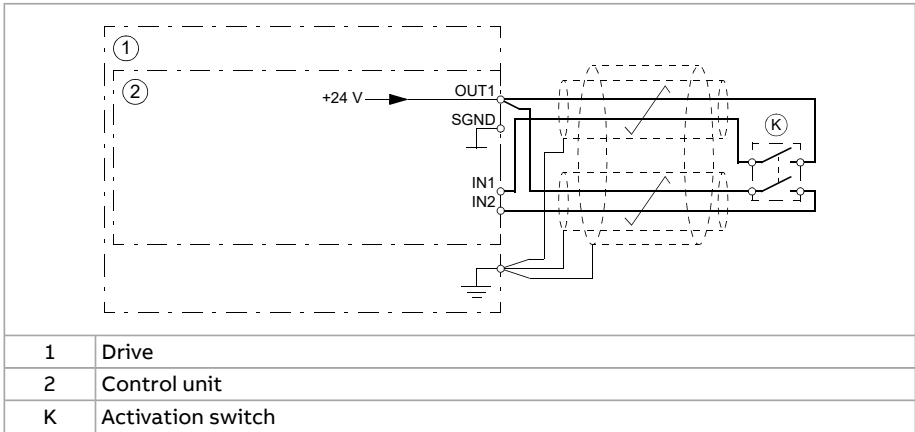 1
2
+24 V
OUT1
SGND
K
IN1
IN2
1 Drive
2 Control unit
K Activation switch